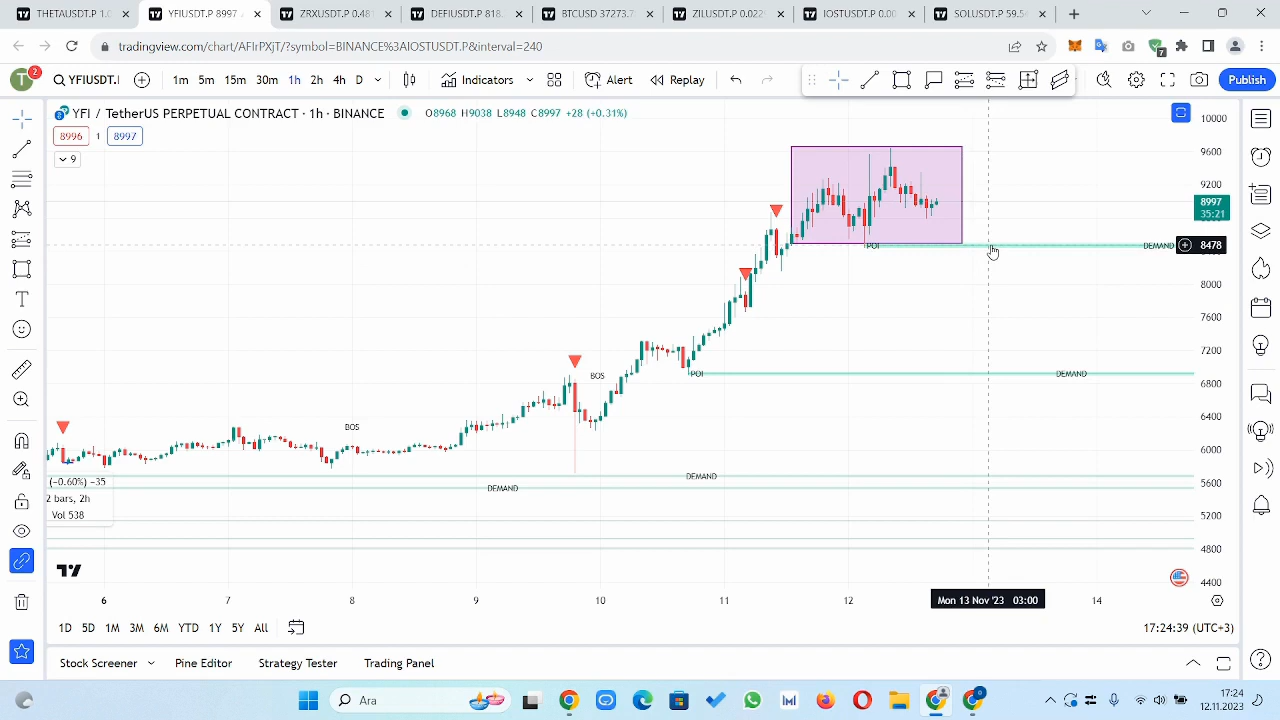 THETAUSDT.P 1.0
YFIUSDT.P 8997
ZRXUSDT.P 0.481
DEFIUSDT.P 818.
BTCUSD 37273.7
ZILUSDT.P 0.022
IOSTUSDT.P 0.00
SOLUSDT.P 59.5
tradingview.com/chart/AFIrPXJT/?symbol=BINANCE%3AIOSTUSDT.P&interval=240
7
T 2 YFIUSDT.I 1m 5m 15m 30m 1h 2h 4h D Indicators Alert Replay Publish
YFI / TetherUS PERPETUAL CONTRACT · 1h · BINANCE O8968 H9038 L8948 C8997 +28 (+0.31%)
8996 1 8997
9
10000
9600
9200
8997
35:21
POI DEMAND 8478
8000
7600
7200
BOS
POI DEMAND
6800
6400
BOS
6000
DEMAND
(−0.60%) −35
5600
DEMAND
2 bars, 2h
Vol 538
5200
4800
4400
6 7 8 9 10 11 12 Mon 13 Nov '23 03:00 14
1D 5D 1M 3M 6M YTD 1Y 5Y All 17:24:39 (UTC+3)
Stock Screener Pine Editor Strategy Tester Trading Panel
Ara
0
17:24
12.11.2023